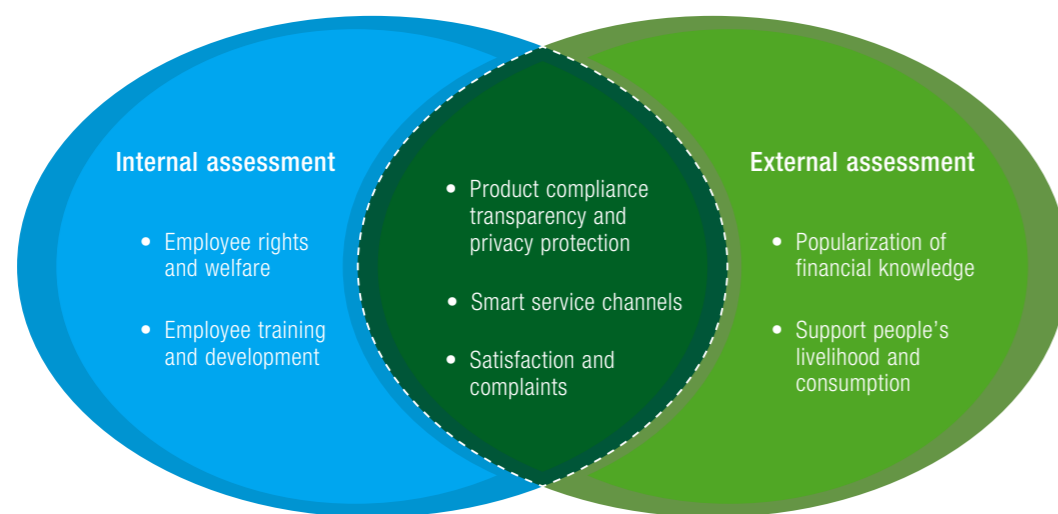 Internal assessment
• Employee rights
and welfare
• Employee training
and development
• Product compliance
transparency and
privacy protection
• Smart service channels
• Satisfaction and
complaints
External assessment
• Popularization of
financial knowledge
• Support people’s
livelihood and
consumption